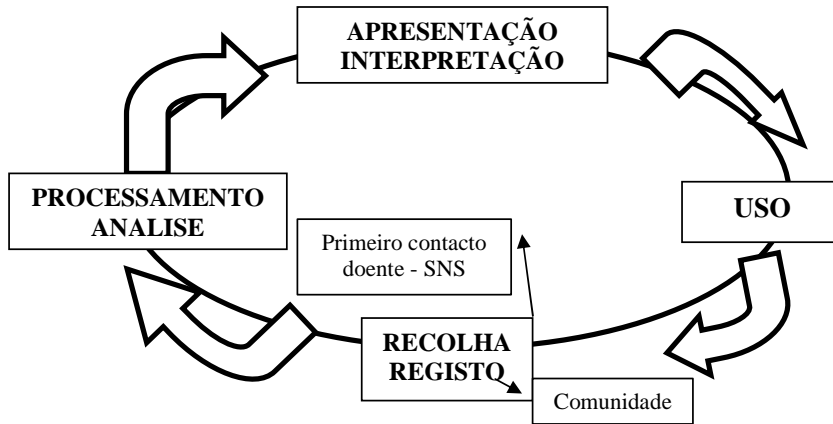 APRESENTAÇÃO
INTERPRETAÇÃO
PROCESSAMENTO
ANALISE
USO
Primeiro contacto
doente - SNS
RECOLHA
REGISTO
Comunidade